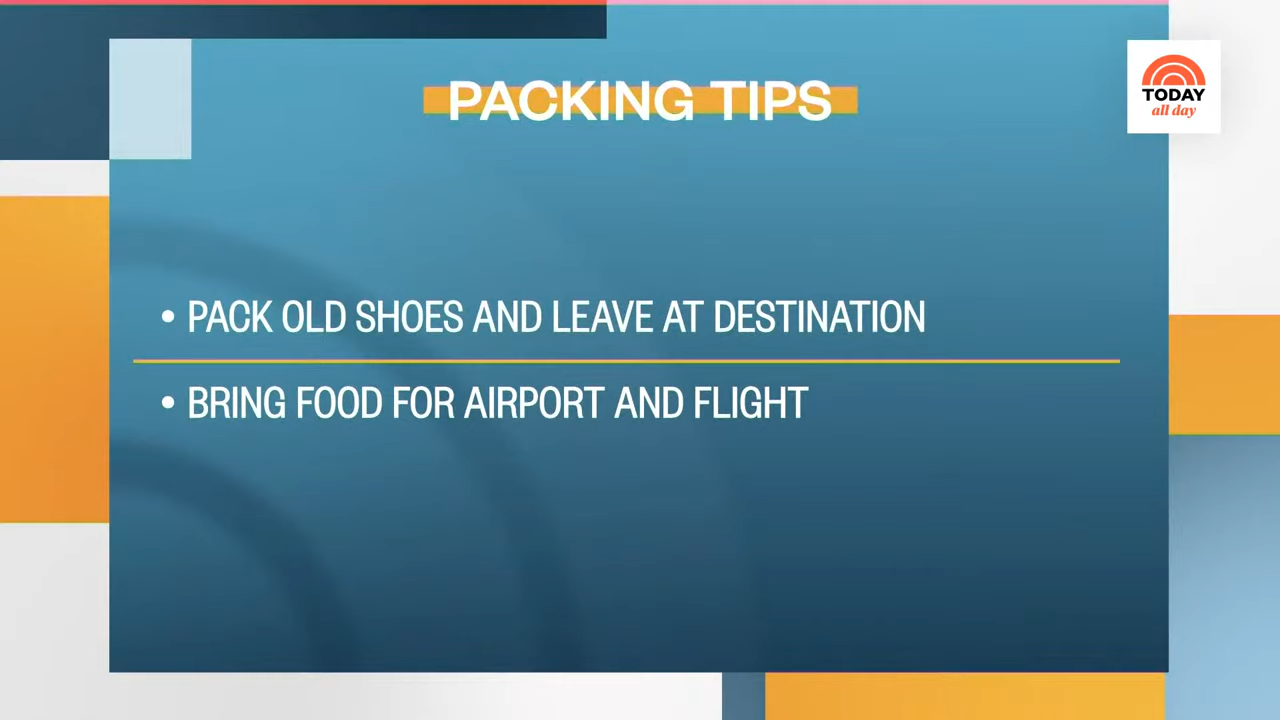 PACKING TIPS
TODAY
all day
• PACK OLD SHOES AND LEAVE AT DESTINATION
• BRING FOOD FOR AIRPORT AND FLIGHT